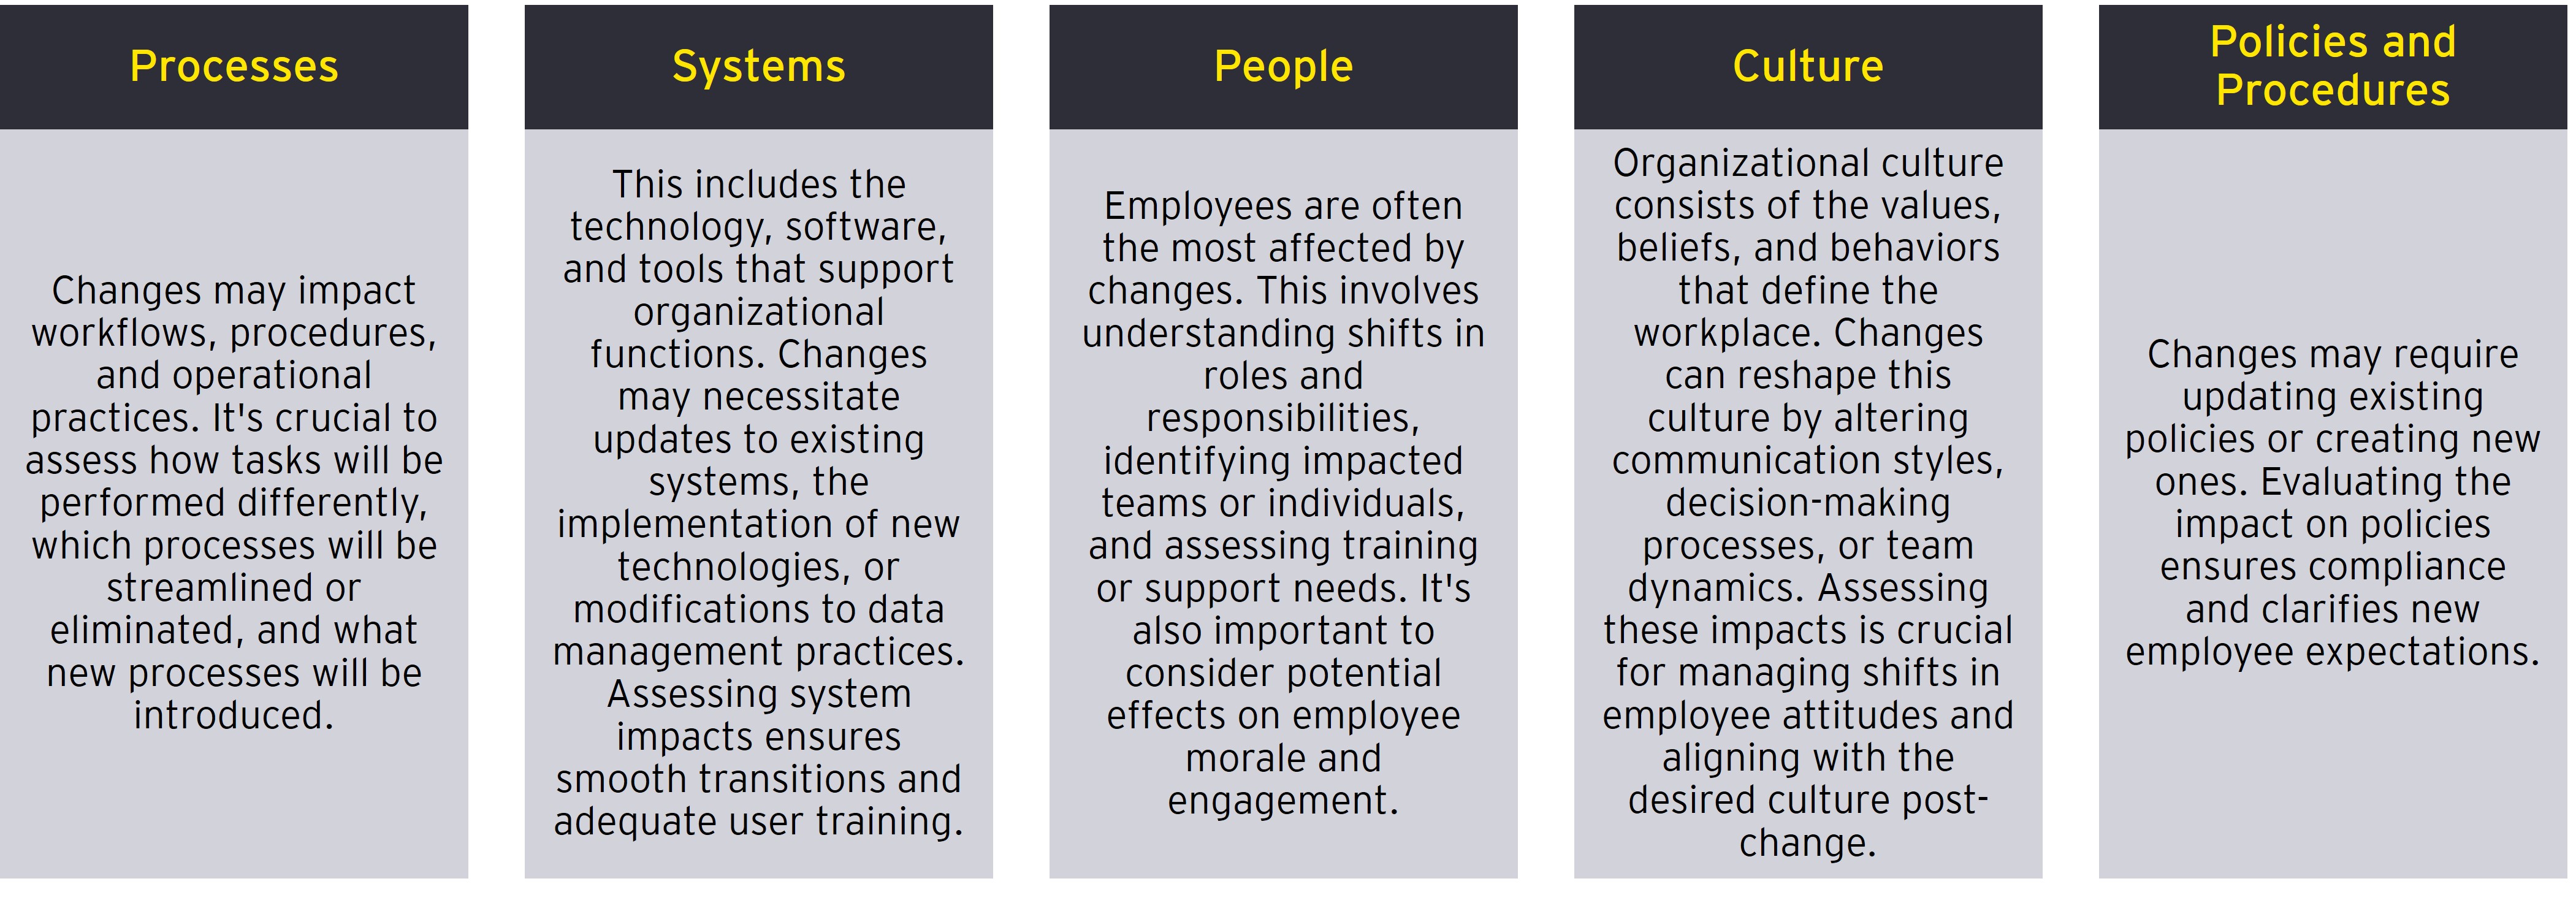 Processes
Changes may impact
workflows, procedures,
and operational
practices. It's crucial to
assess how tasks will be
performed differently,
which processes will be
streamlined or
eliminated, and what
new processes will be
introduced.
Systems
This includes the
technology, software,
and tools that support
organizational
functions. Changes
may necessitate
updates to existing
systems, the
implementation of new
technologies, or
modifications to data
management practices.
Assessing system
impacts ensures
smooth transitions and
adequate user training.
People
Employees are often
the most affected by
changes. This involves
understanding shifts in
roles and
responsibilities,
identifying impacted
teams or individuals,
and assessing training
or support needs. It's
also important to
consider potential
effects on employee
morale and
engagement.
Culture
Organizational culture
consists of the values,
beliefs, and behaviors
that define the
workplace. Changes
can reshape this
culture by altering
communication styles,
decision-making
processes, or team
dynamics. Assessing
these impacts is crucial
for managing shifts in
employee attitudes and
aligning with the
desired culture post-
change.
Policies and
Procedures
Changes may require
updating existing
policies or creating new
ones. Evaluating the
impact on policies
ensures compliance
and clarifies new
employee expectations.